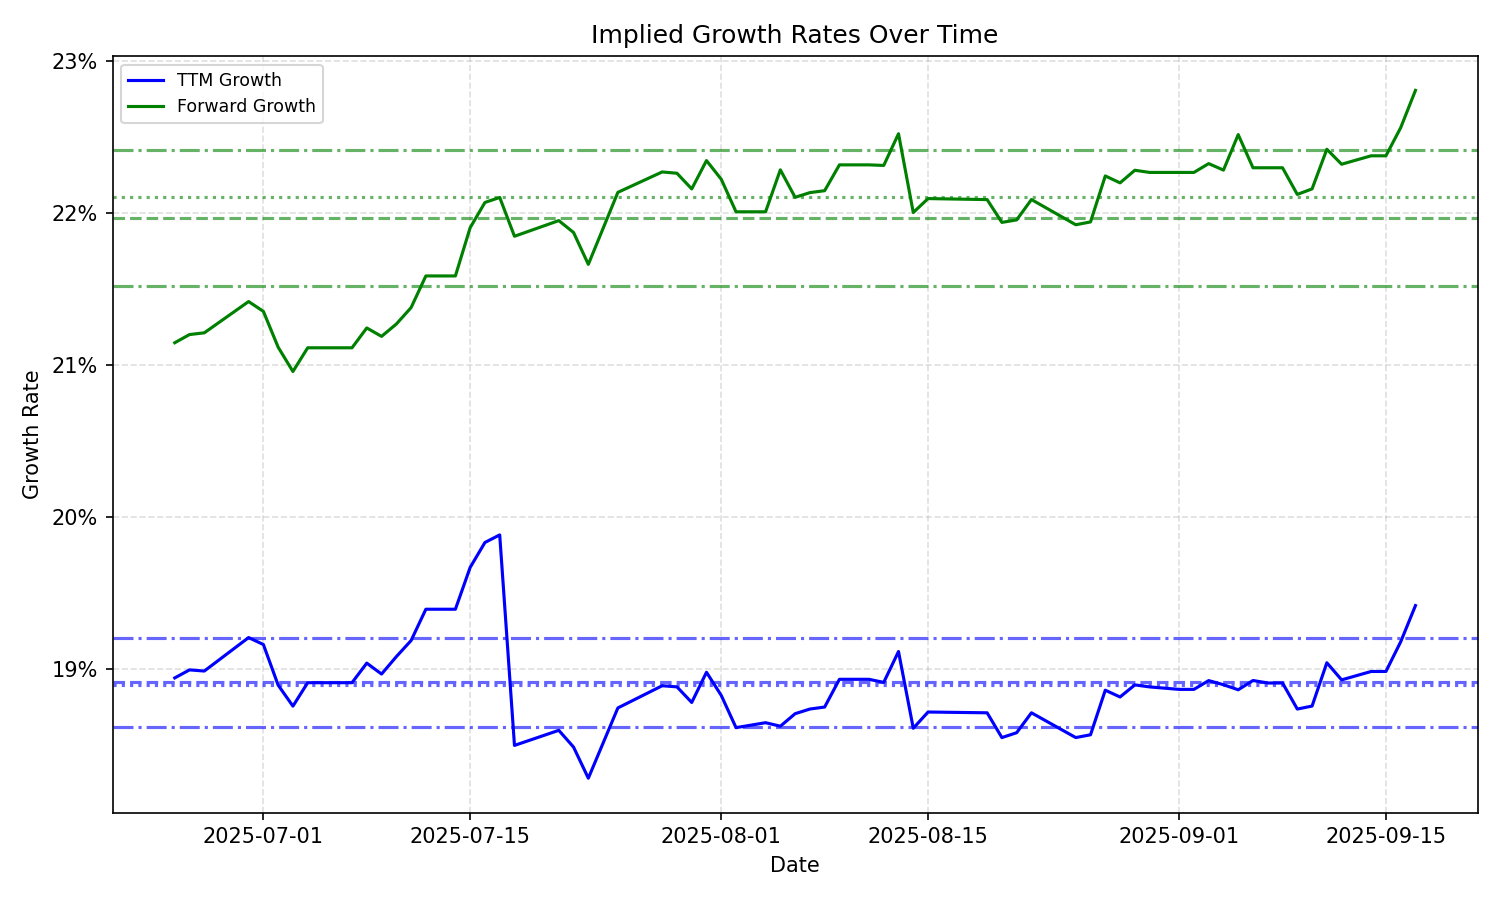 Implied Growth Rates Over Time
TTM Growth
Forward Growth
23%
22%
21%
20%
19%
Growth Rate
2025-07-01
2025-07-15
2025-08-01
2025-08-15
2025-09-01
2025-09-15
Date